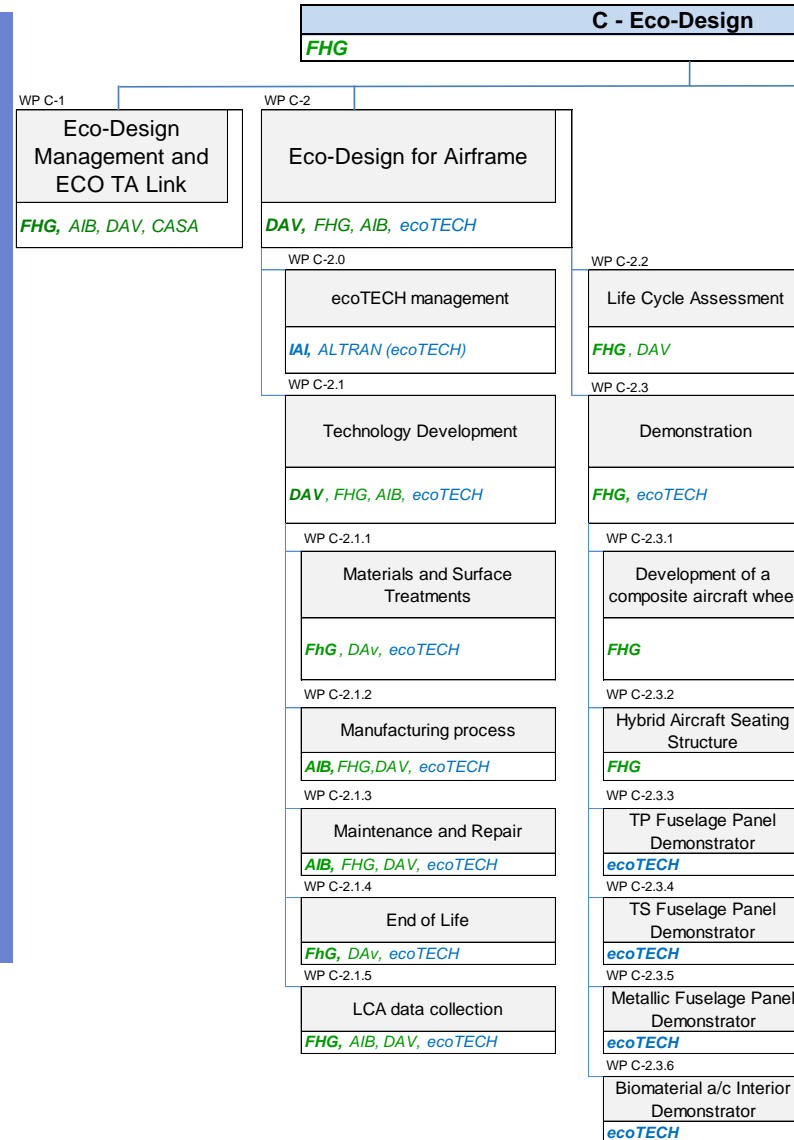 C - Eco-Design
FHG
WP C-1
Eco-Design
Management and
ECO TA Link
FHG, AIB, DAV, CASA
WP C-2
Eco-Design for Airframe
DAV, FHG, AIB, ecoTECH
WP C-2.0
ecoTECH management
IAI, ALTRAN (ecoTECH)
WP C-2.1
Technology Development
DAV , FHG, AIB, ecoTECH
WP C-2.1.1
Materials and Surface
Treatments
FhG , DAv, ecoTECH
WP C-2.1.2
Manufacturing process
AIB, FHG,DAV, ecoTECH
WP C-2.1.3
Maintenance and Repair
AIB, FHG, DAV, ecoTECH
WP C-2.1.4
End of Life
FhG, DAv, ecoTECH
WP C-2.1.5
LCA data collection
FHG, AIB, DAV, ecoTECH
WP C-2.2
Life Cycle Assessment
FHG , DAV
WP C-2.3
Demonstration
FHG, ecoTECH
WP C-2.3.1
Development of a
composite aircraft whee
FHG
WP C-2.3.2
Hybrid Aircraft Seating
Structure
FHG
WP C-2.3.3
TP Fuselage Panel
Demonstrator
ecoTECH
WP C-2.3.4
TS Fuselage Panel
Demonstrator
ecoTECH
WP C-2.3.5
Metallic Fuselage Panel
Demonstrator
ecoTECH
WP C-2.3.6
Biomaterial a/c Interior
Demonstrator
ecoTECH